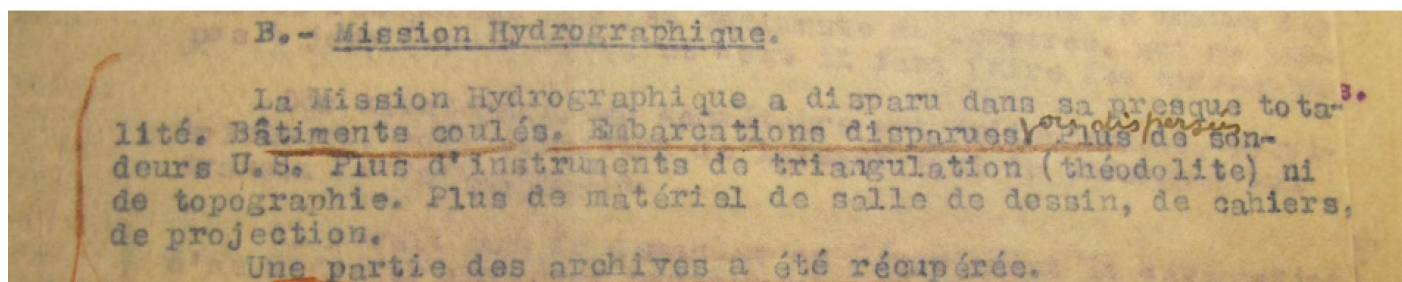 B.- Mission Hydrographique.
La Mission Hydrographique a disparu dans sa presque tota-
lité. Bâtiments coulés. Embarcations disparues ou dispersées. Plus de son-
deurs U.S. Plus d'instruments de triangulation (théodolite) ni
de topographie. Plus de matériel de salle de dessin, de cahiers,
de projection.
Une partie des archives a été récupérée.